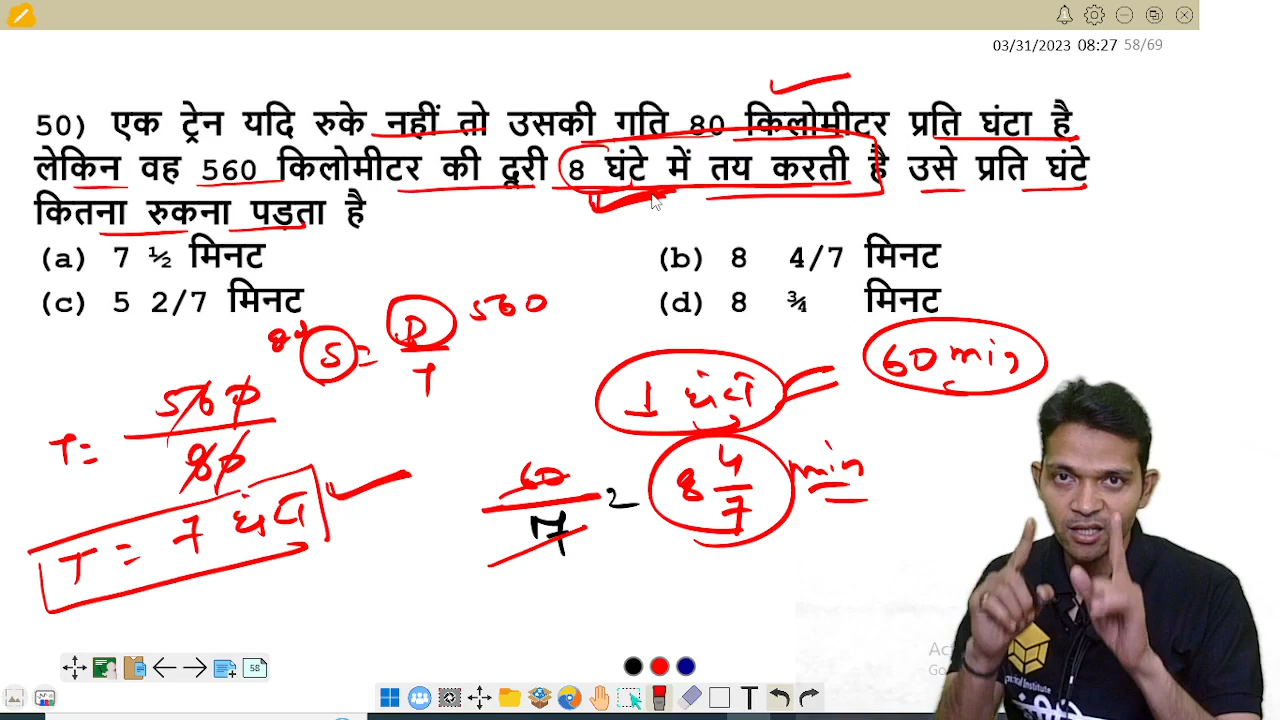 03/31/2023 08:27 58/69
50) एक ट्रेन यदि रुके नहीं तो उसकी गति 80 किलोमीटर प्रति घंटा है
लेकिन वह 560 किलोमीटर की दूरी 8 घंटे में तय करती है उसे प्रति घंटे
कितना रुकना पड़ता है
(a) 7 ½ मिनट
(b) 8 4/7 मिनट
(c) 5 2/7 मिनट
(d) 8 ¾ मिनट
S = D/T 560
T = 560/80
T = 7 घंटे
1 घंटे = 60 min
60/7 = 8 4/7 min
58